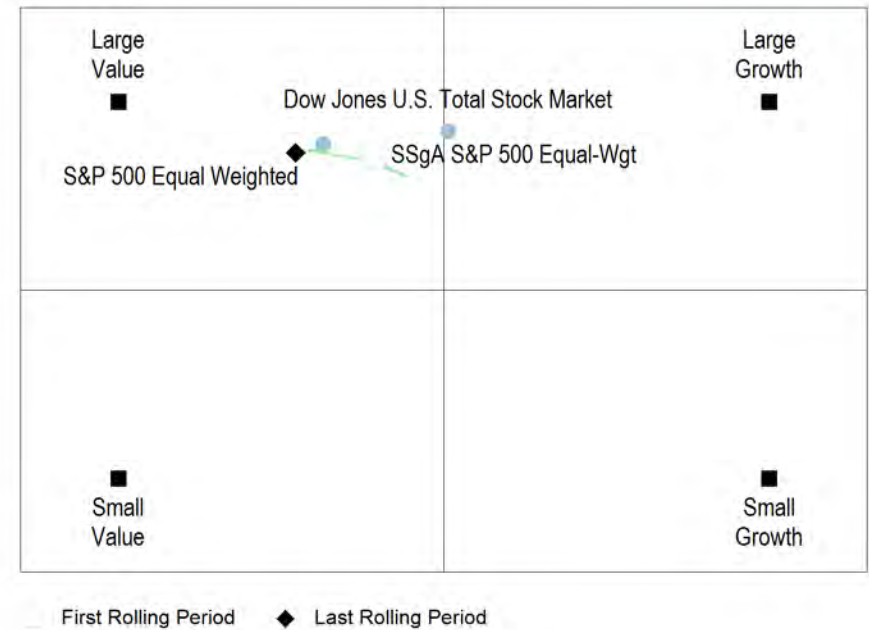 Large
Value
Large
Growth
Dow Jones U.S. Total Stock Market
SSgA S&P 500 Equal-Wgt
S&P 500 Equal Weighted
Small
Value
Small
Growth
First Rolling Period
Last Rolling Period